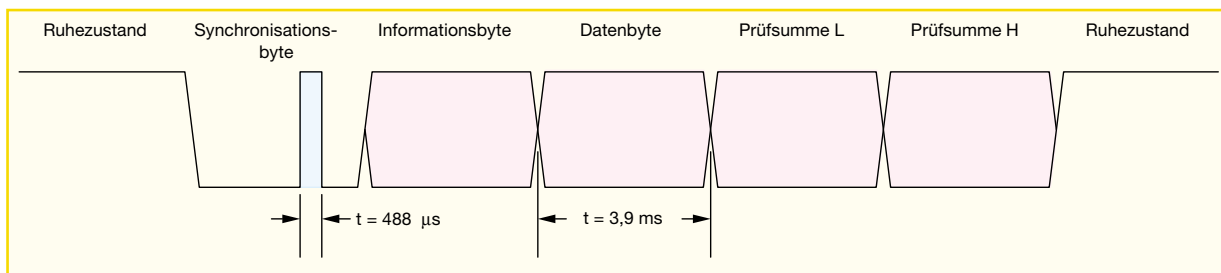 Ruhezustand
Synchronisations-
byte
Informationsbyte
Datenbyte
Prüfsumme L
Prüfsumme H
Ruhezustand
t = 488 µs
t = 3,9 ms